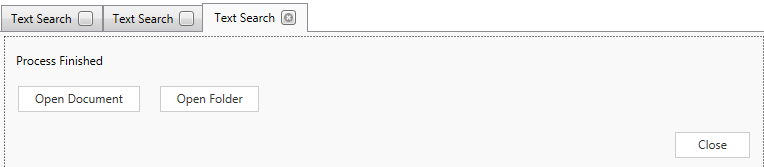 Text Search Text Search Text Search
Process Finished
Open Document Open Folder
Close